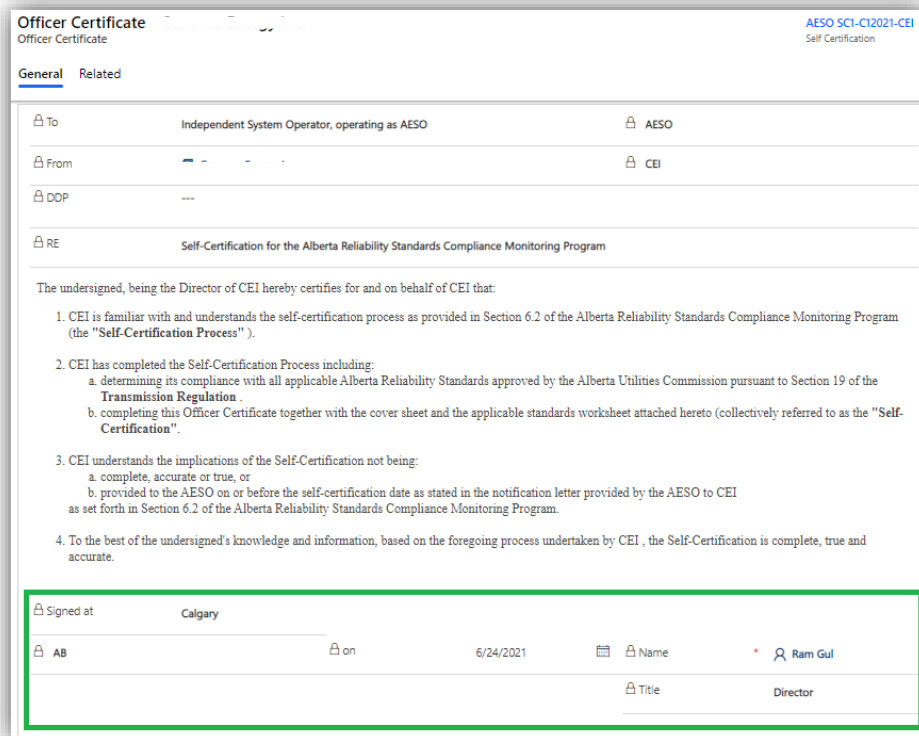 Officer Certificate
Officer Certificate
AESO SC1-C12021-CEI
Self Certification
General Related
To Independent System Operator, operating as AESO AESO
From CEI
DDP ---
RE Self-Certification for the Alberta Reliability Standards Compliance Monitoring Program
The undersigned, being the Director of CEI hereby certifies for and on behalf of CEI that:
1. CEI is familiar with and understands the self-certification process as provided in Section 6.2 of the Alberta Reliability Standards Compliance Monitoring Program
(the "Self-Certification Process" ).
2. CEI has completed the Self-Certification Process including:
a. determining its compliance with all applicable Alberta Reliability Standards approved by the Alberta Utilities Commission pursuant to Section 19 of the
Transmission Regulation .
b. completing this Officer Certificate together with the cover sheet and the applicable standards worksheet attached hereto (collectively referred to as the "Self-
Certification".
3. CEI understands the implications of the Self-Certification not being:
a. complete, accurate or true, or
b. provided to the AESO on or before the self-certification date as stated in the notification letter provided by the AESO to CEI
as set forth in Section 6.2 of the Alberta Reliability Standards Compliance Monitoring Program.
4. To the best of the undersigned's knowledge and information, based on the foregoing process undertaken by CEI , the Self-Certification is complete, true and
accurate.
Signed at Calgary
AB on 6/24/2021 Name * Ram Gul
Title Director